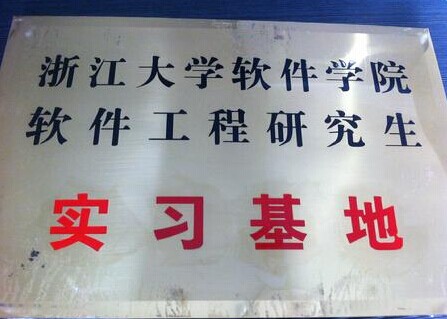 浙江大学软件学院
软件工程研究生
实习基地